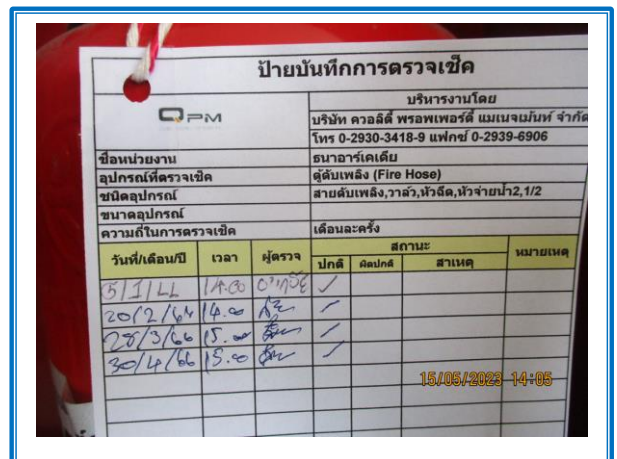 ป้ายบันทึกการตรวจเช็ค
QPM
บริหารงานโดย
บริษัท ควอลิตี้ พรอพเพอร์ตี้ แมเนจเม้นท์ จำกัด
โทร 0-2930-3418-9 แฟกซ์ 0-2939-6906
ชื่อหน่วยงาน ธนาอาร์เคเดีย
อุปกรณ์ที่ตรวจเช็ค ตู้ดับเพลิง (Fire Hose)
ชนิดอุปกรณ์ สายดับเพลิง,วาล์ว,หัวฉีด,หัวจ่ายน้ำ2,1/2
ขนาดอุปกรณ์
ความถี่ในการตรวจเช็ค เดือนละครั้ง
วันที่/เดือน/ปี เวลา ผู้ตรวจ สถานะ หมายเหตุ
ปกติ ผิดปกติ สาเหตุ
14.00 ✓
14.00 ✓
28/3/66 15.00 ✓
30/4/66 15.00 ✓
15/05/2023 14:05